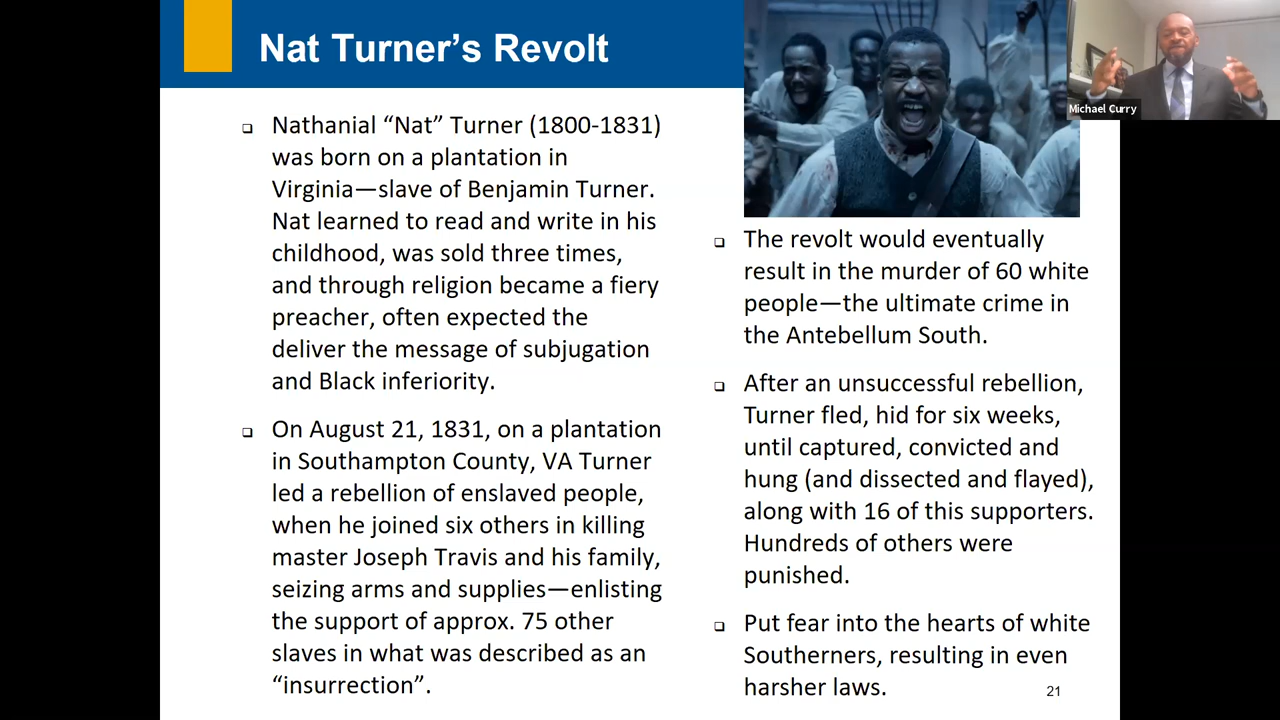 Nat Turner’s Revolt
Michael Curry
❑ Nathanial “Nat” Turner (1800-1831)
was born on a plantation in
Virginia—slave of Benjamin Turner.
Nat learned to read and write in his
childhood, was sold three times,
and through religion became a fiery
preacher, often expected the
deliver the message of subjugation
and Black inferiority.
❑ On August 21, 1831, on a plantation
in Southampton County, VA Turner
led a rebellion of enslaved people,
when he joined six others in killing
master Joseph Travis and his family,
seizing arms and supplies—enlisting
the support of approx. 75 other
slaves in what was described as an
“insurrection”.
❑ The revolt would eventually
result in the murder of 60 white
people—the ultimate crime in
the Antebellum South.
❑ After an unsuccessful rebellion,
Turner fled, hid for six weeks,
until captured, convicted and
hung (and dissected and flayed),
along with 16 of this supporters.
Hundreds of others were
punished.
❑ Put fear into the hearts of white
Southerners, resulting in even
harsher laws.
21